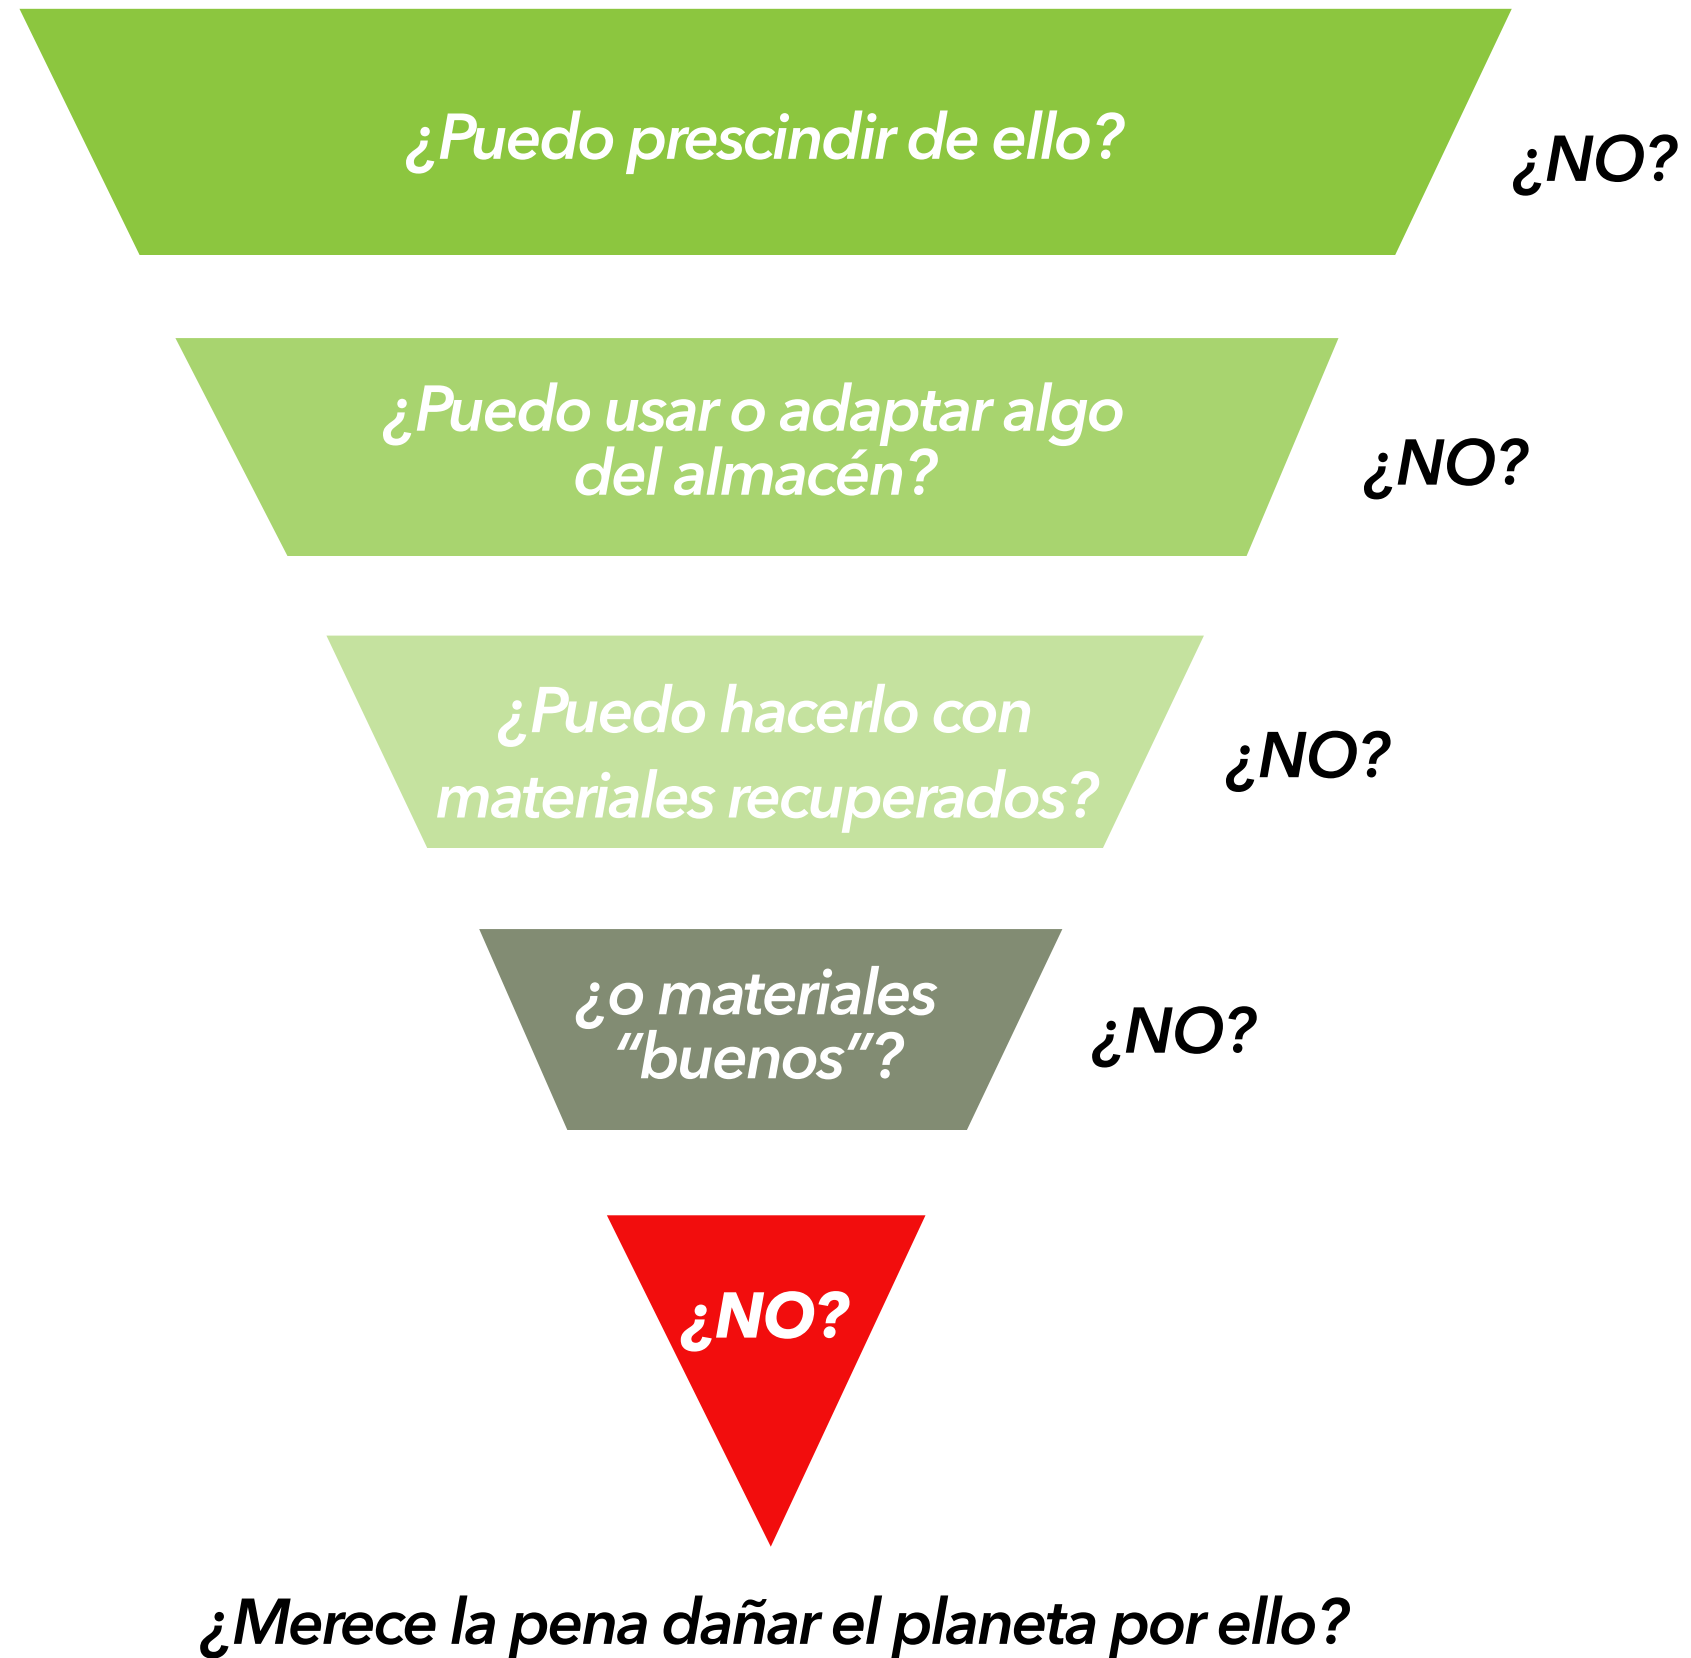 ¿Puedo prescindir de ello?
¿NO?
¿Puedo usar o adaptar algo
del almacén?
¿NO?
¿Puedo hacerlo con
materiales recuperados?
¿NO?
¿o materiales
“buenos”?
¿NO?
¿NO?
¿Merece la pena dañar el planeta por ello?